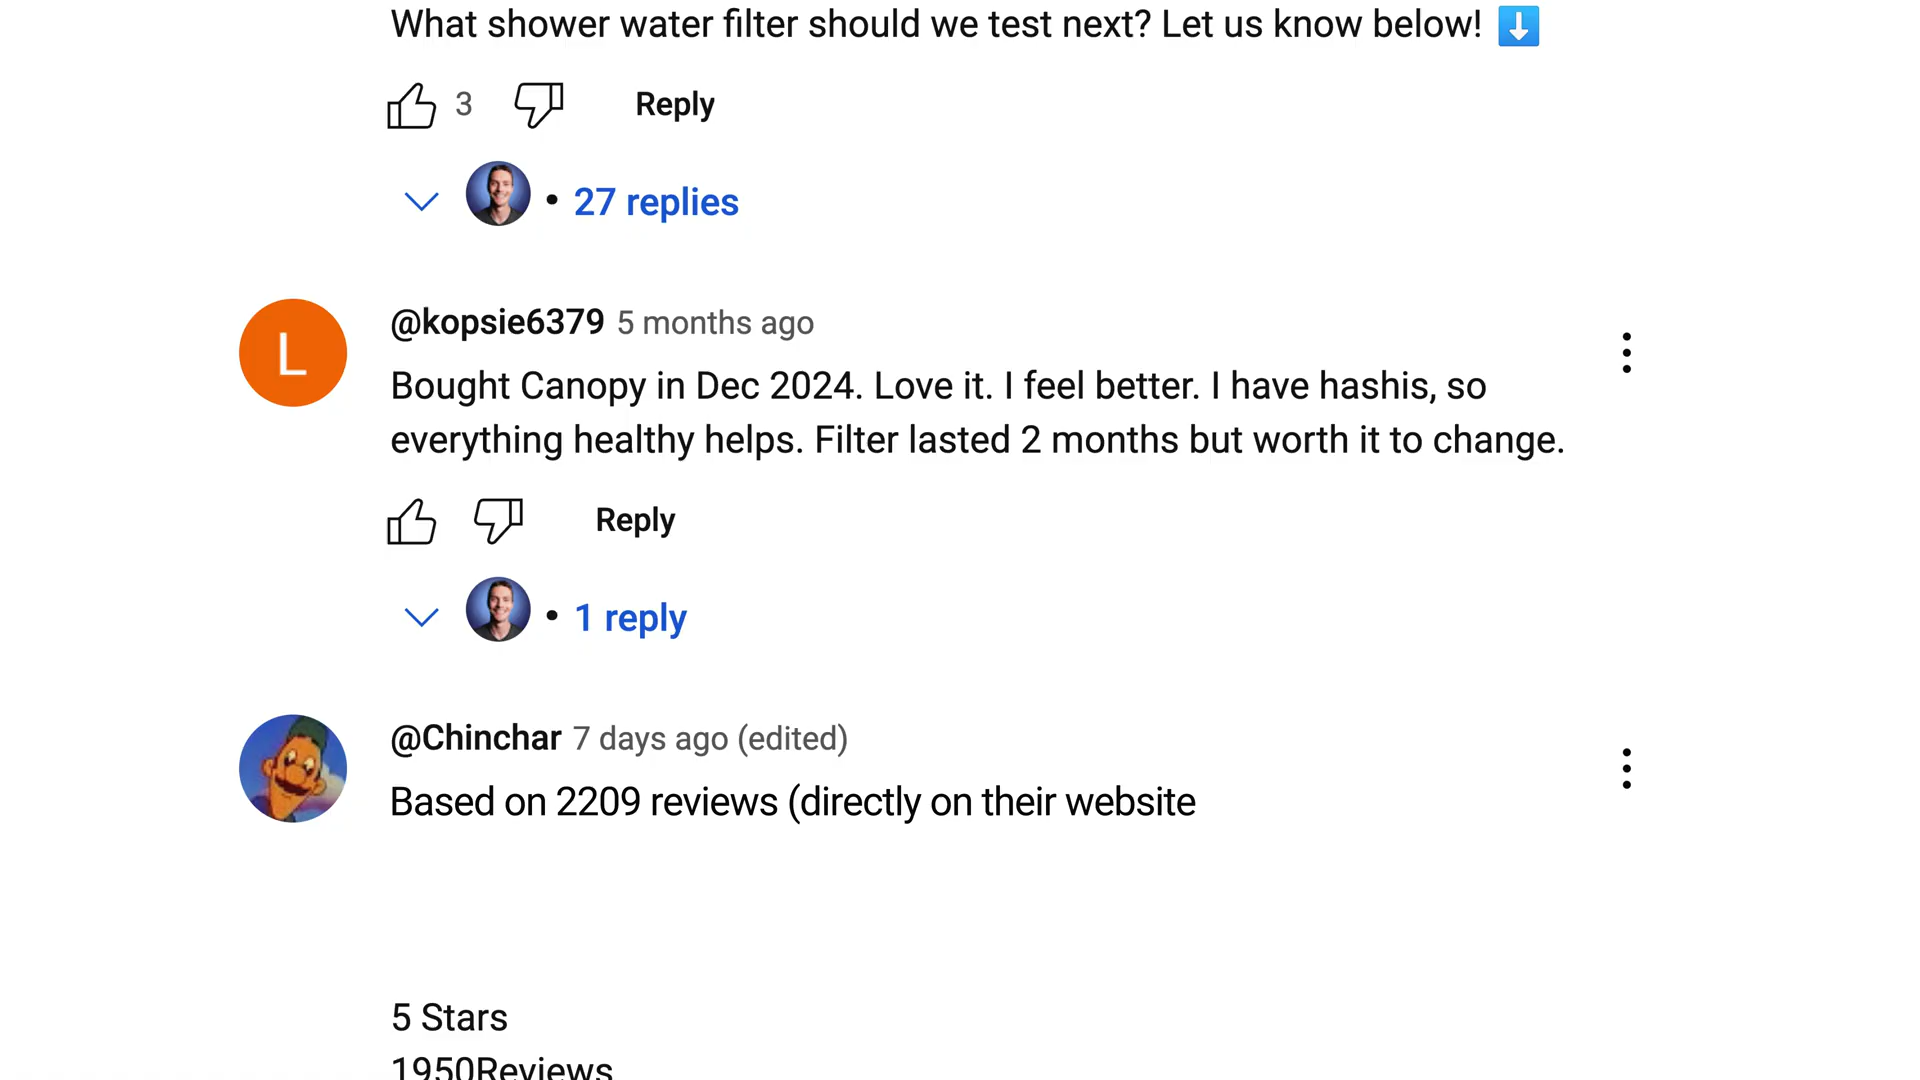 What shower water filter should we test next? Let us know below! ⬇️
3 Reply
• 27 replies
L
@kopsie6379 5 months ago
Bought Canopy in Dec 2024. Love it. I feel better. I have hashis, so
everything healthy helps. Filter lasted 2 months but worth it to change.
Reply
• 1 reply
@Chinchar 7 days ago (edited)
Based on 2209 reviews (directly on their website
5 Stars
1950Reviews